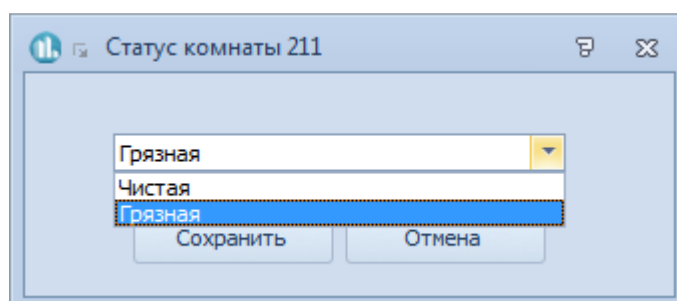 Статус комнаты 211
Грязная
Чистая
Грязная
Сохранить Отмена